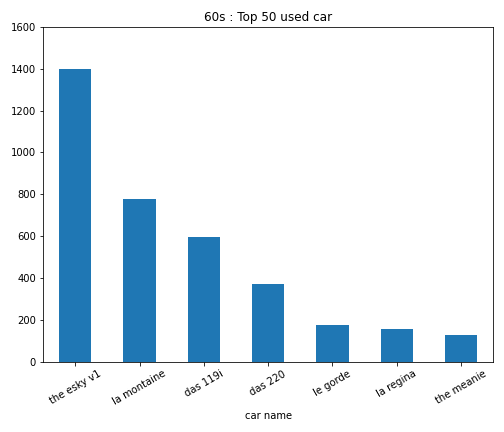 60s : Top 50 used car
1600
1400
1200
1000
800
600
400
200
0
the esky v1
la montaine
das 119i
das 220
le gorde
la regina
the meanie
car name